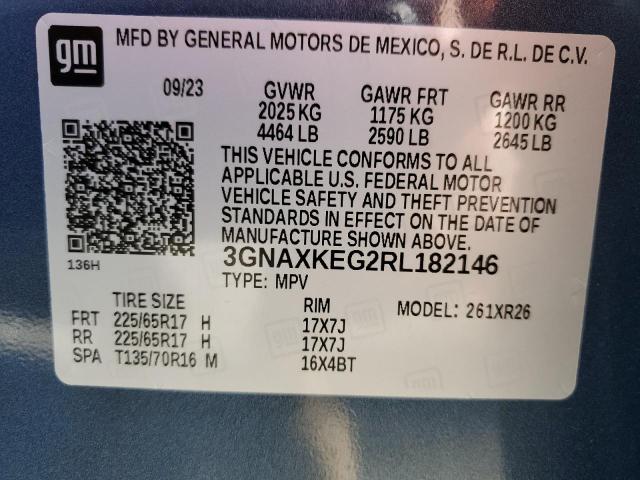 gm
MFD BY GENERAL MOTORS DE MEXICO, S. DE R.L. DE C.V.
09/23 GVWR GAWR FRT GAWR RR
2025 KG 1175 KG 1200 KG
4464 LB 2590 LB 2645 LB
THIS VEHICLE CONFORMS TO ALL
APPLICABLE U.S. FEDERAL MOTOR
VEHICLE SAFETY AND THEFT PREVENTION
STANDARDS IN EFFECT ON THE DATE OF
MANUFACTURE SHOWN ABOVE.
136H
3GNAXKEG2RL182146
TYPE: MPV
TIRE SIZE RIM MODEL: 261XR26
FRT 225/65R17 H 17X7J
RR 225/65R17 H 17X7J
SPA T135/70R16 M 16X4BT